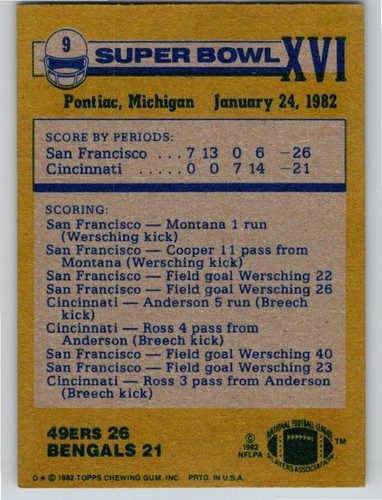 9
SUPER BOWL XVI
Pontiac, Michigan January 24, 1982
SCORE BY PERIODS:
San Francisco ... 7 13 0 6 —26
Cincinnati ..... 0 0 7 14 —21
SCORING:
San Francisco — Montana 1 run
(Wersching kick)
San Francisco — Cooper 11 pass from
Montana (Wersching kick)
San Francisco — Field goal Wersching 22
San Francisco — Field goal Wersching 26
Cincinnati — Anderson 5 run (Breech
kick)
Cincinnati — Ross 4 pass from
Anderson (Breech kick)
San Francisco — Field goal Wersching 40
San Francisco — Field goal Wersching 23
Cincinnati — Ross 3 pass from Anderson
(Breech kick)
49ERS 26
BENGALS 21
© 1982 NFLPA
NATIONAL FOOTBALL LEAGUE PLAYERS ASSOCIATION
TM
D* © 1982 TOPPS CHEWING GUM, INC. PRTD. IN U.S.A.